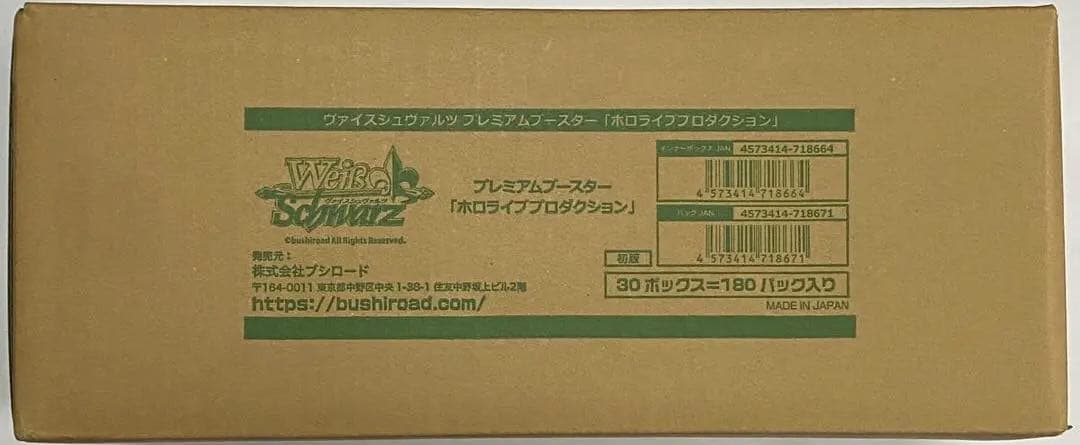 ヴァイスシュヴァルツ プレミアムブースター「ホロライブプロダクション」
Weiß Schwarz
ヴァイスシュヴァルツ
©bushiroad All Rights Reserved.
プレミアムブースター
「ホロライブプロダクション」
インナーボックス JAN 4573414-718664
4 573414 718664
パック JAN 4573414-718671
4 573414 718671
発売元：
株式会社ブシロード
〒164-0011 東京都中野区中央1-38-1 住友中野坂上ビル2階
https://bushiroad.com/
初版
30ボックス=180パック入り
MADE IN JAPAN